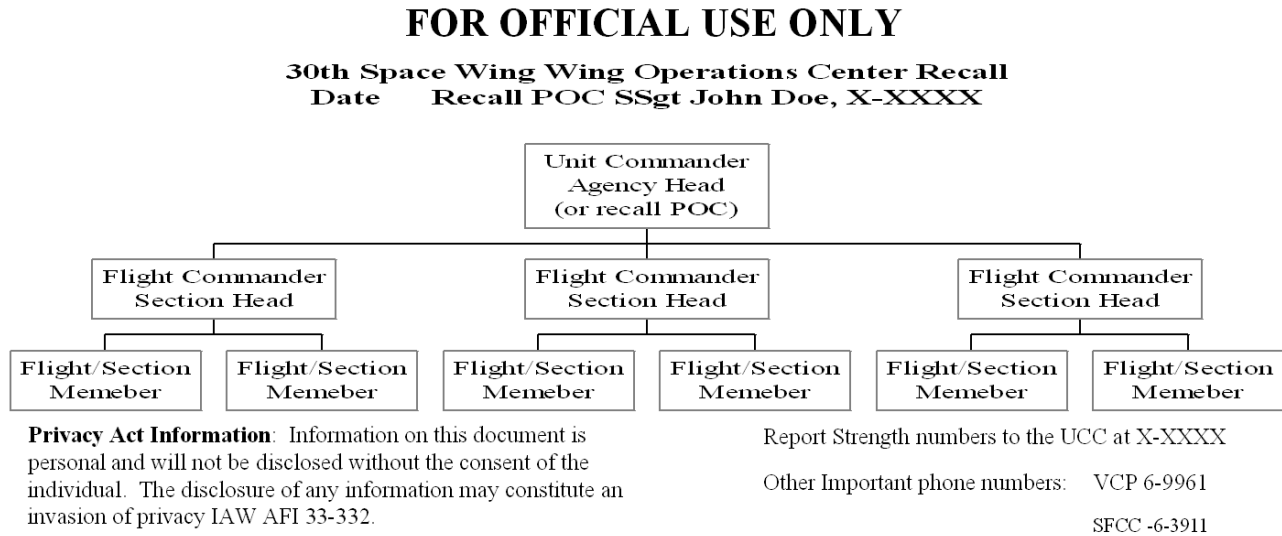 FOR OFFICIAL USE ONLY
30th Space Wing Wing Operations Center Recall
Date Recall POC SSgt John Doe, X-XXXX
Unit Commander
Agency Head
(or recall POC)
Flight Commander
Section Head
Flight Commander
Section Head
Flight Commander
Section Head
Flight/Section
Memeber
Flight/Section
Memeber
Flight/Section
Memeber
Flight/Section
Memeber
Flight/Section
Memeber
Flight/Section
Memeber
Privacy Act Information: Information on this document is
personal and will not be disclosed without the consent of the
individual. The disclosure of any information may constitute an
invasion of privacy IAW AFI 33-332.
Report Strength numbers to the UCC at X-XXXX
Other Important phone numbers: VCP 6-9961
SFCC -6-3911